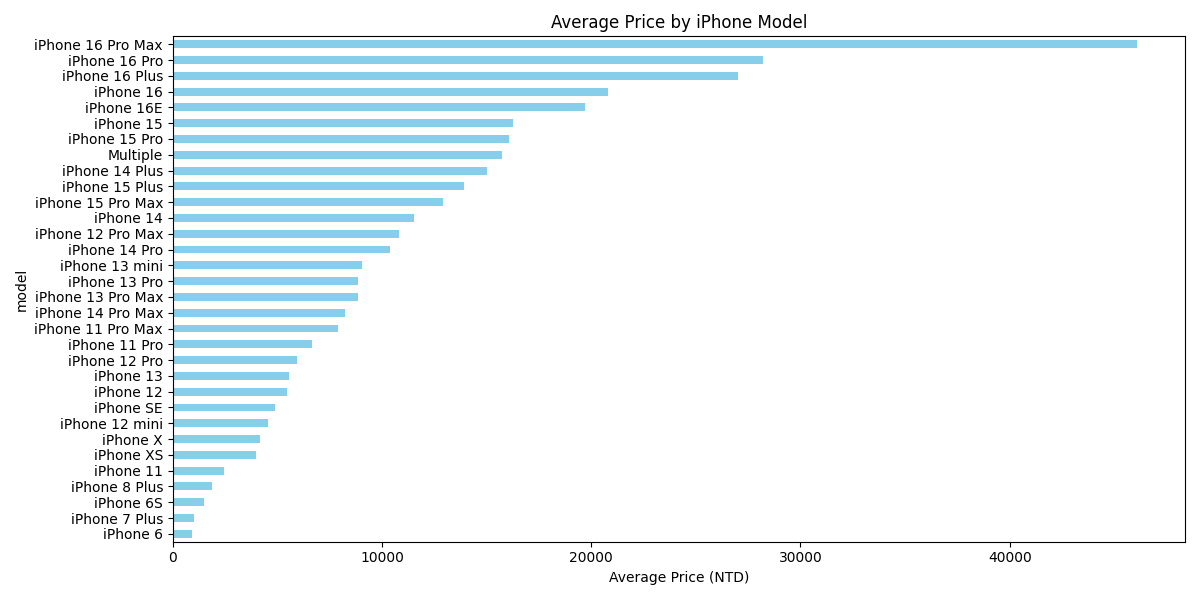 Average Price by iPhone Model
iPhone 16 Pro Max
iPhone 16 Pro
iPhone 16 Plus
iPhone 16
iPhone 16E
iPhone 15
iPhone 15 Pro
Multiple
iPhone 14 Plus
iPhone 15 Plus
iPhone 15 Pro Max
iPhone 14
iPhone 12 Pro Max
iPhone 14 Pro
iPhone 13 mini
iPhone 13 Pro
iPhone 13 Pro Max
iPhone 14 Pro Max
iPhone 11 Pro Max
iPhone 11 Pro
iPhone 12 Pro
iPhone 13
iPhone 12
iPhone SE
iPhone 12 mini
iPhone X
iPhone XS
iPhone 11
iPhone 8 Plus
iPhone 6S
iPhone 7 Plus
iPhone 6
model
0 10000 20000 30000 40000
Average Price (NTD)